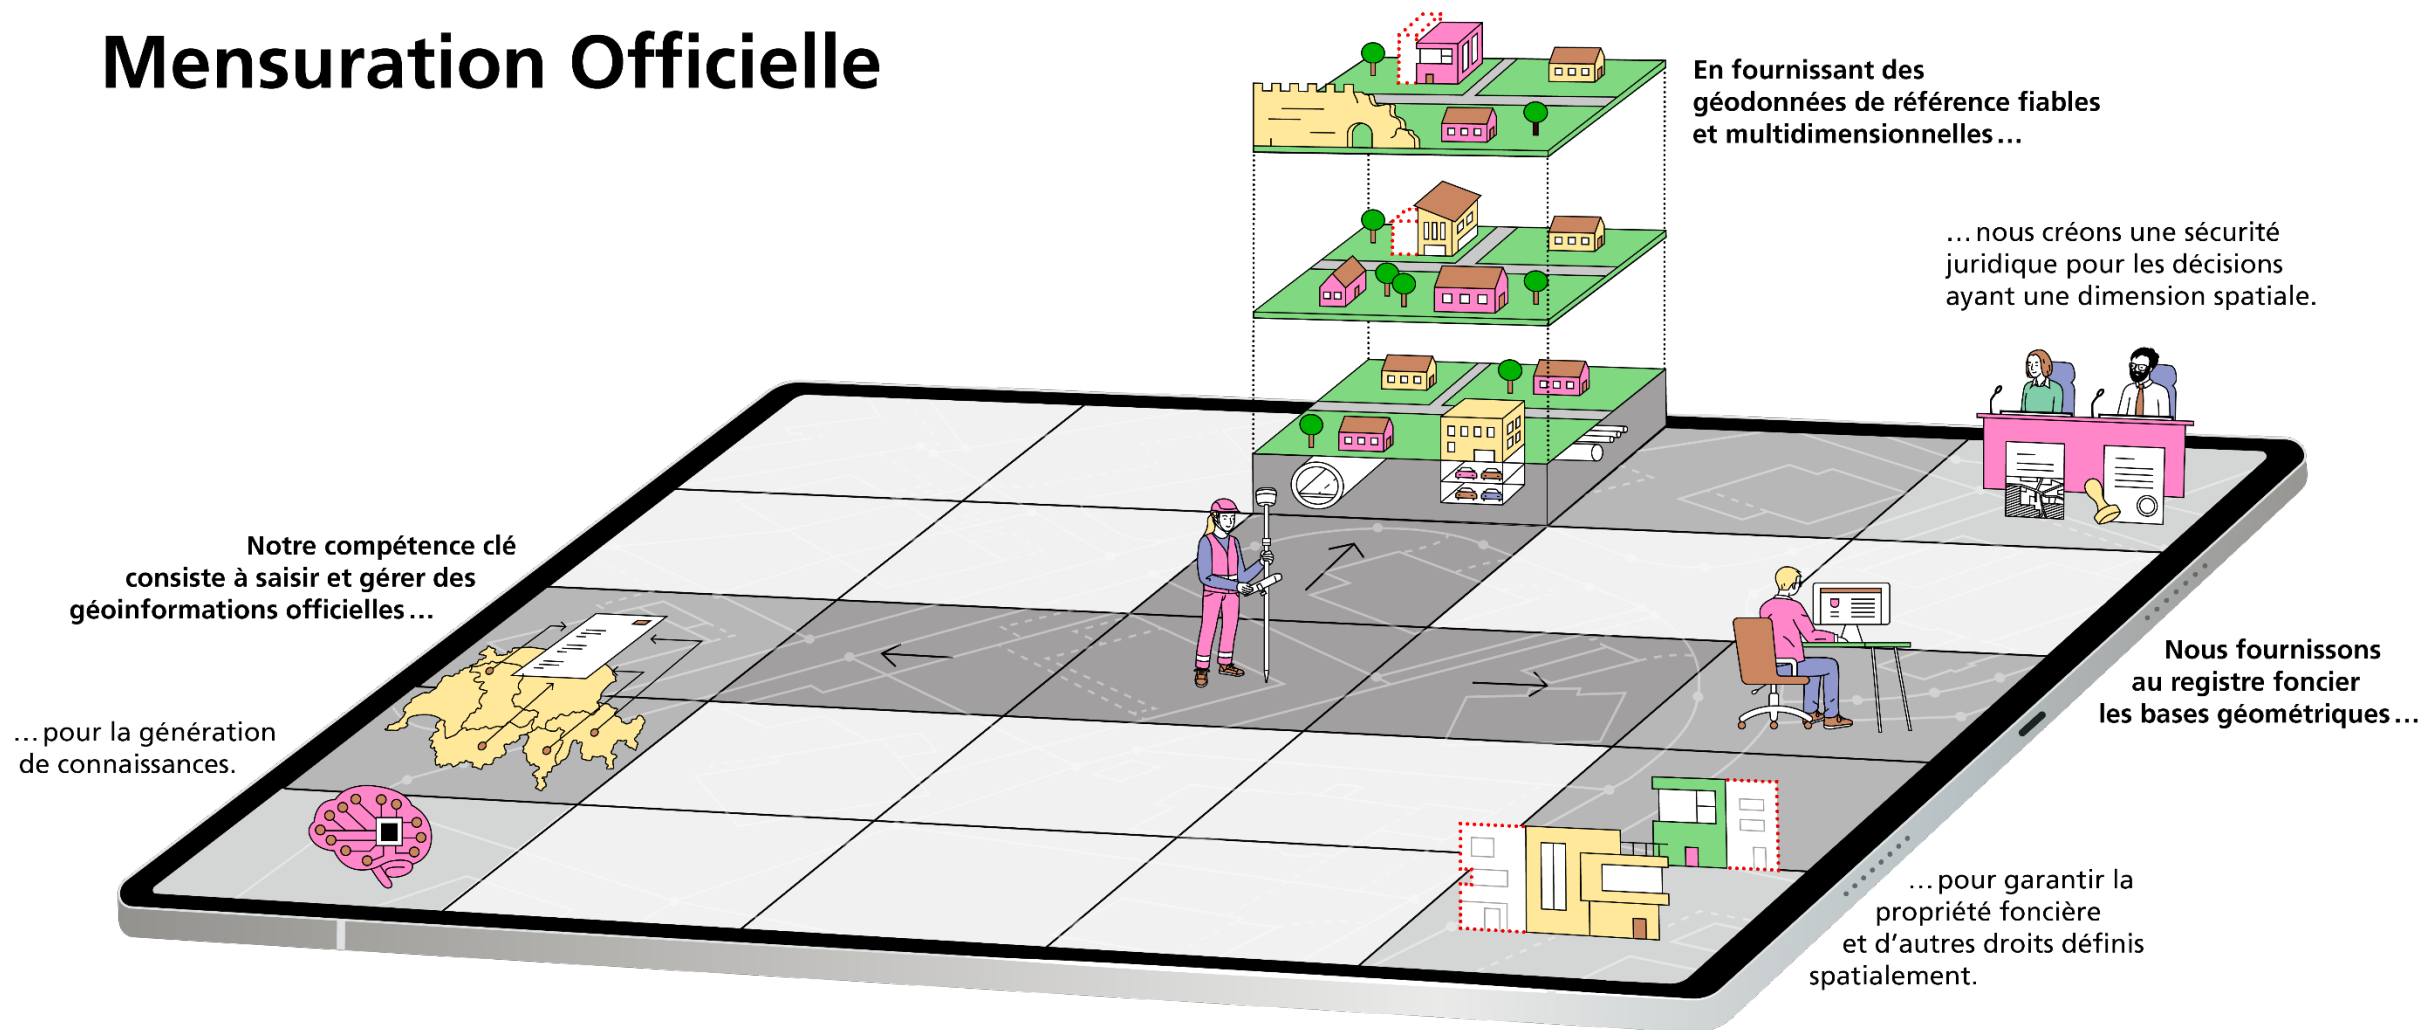 Mensuration Officielle
En fournissant des
géodonnées de référence fiables
et multidimensionnelles…
…nous créons une sécurité
juridique pour les décisions
ayant une dimension spatiale.
Notre compétence clé
consiste à saisir et gérer des
géoinformations officielles…
…pour la génération
de connaissances.
Nous fournissons
au registre foncier
les bases géométriques…
…pour garantir la
propriété foncière
et d’autres droits définis
spatialement.